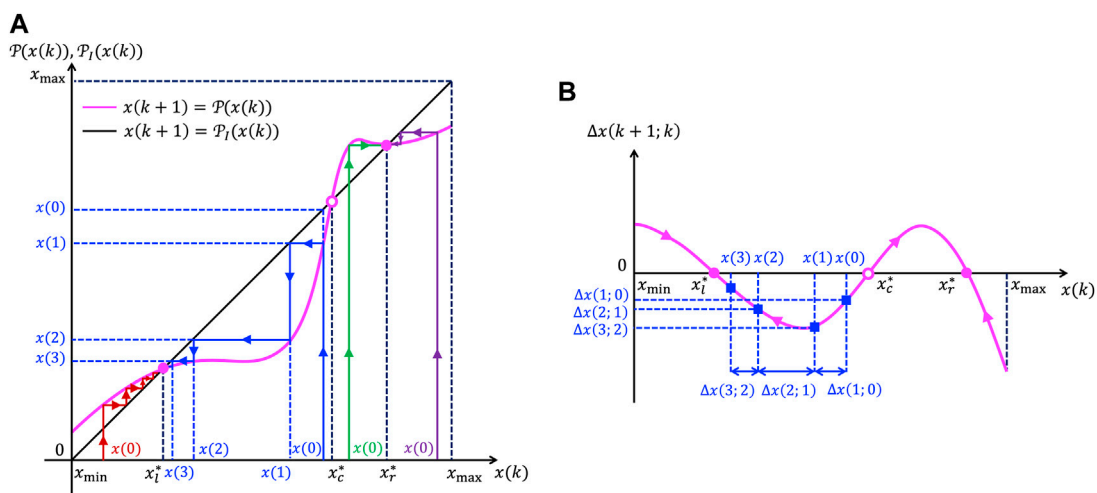 A
𝒫(x(k)), 𝒫_I(x(k))
x_max
x(k+1) = 𝒫(x(k))
x(k+1) = 𝒫_I(x(k))
x(0)
x(1)
x(2)
x(3)
0
x(0)
x(2)
x(0)
x(0)
x(0)
x_min
x_l^*
x(3)
x(1)
x_c^*
x_r^*
x_max
x(k)
B
Δx(k+1; k)
0
x(3)
x(2)
x(1)
x(0)
x_min
x_l^*
x_c^*
x_r^*
x_max
x(k)
Δx(1; 0)
Δx(2; 1)
Δx(3; 2)
Δx(3; 2)
Δx(2; 1)
Δx(1; 0)